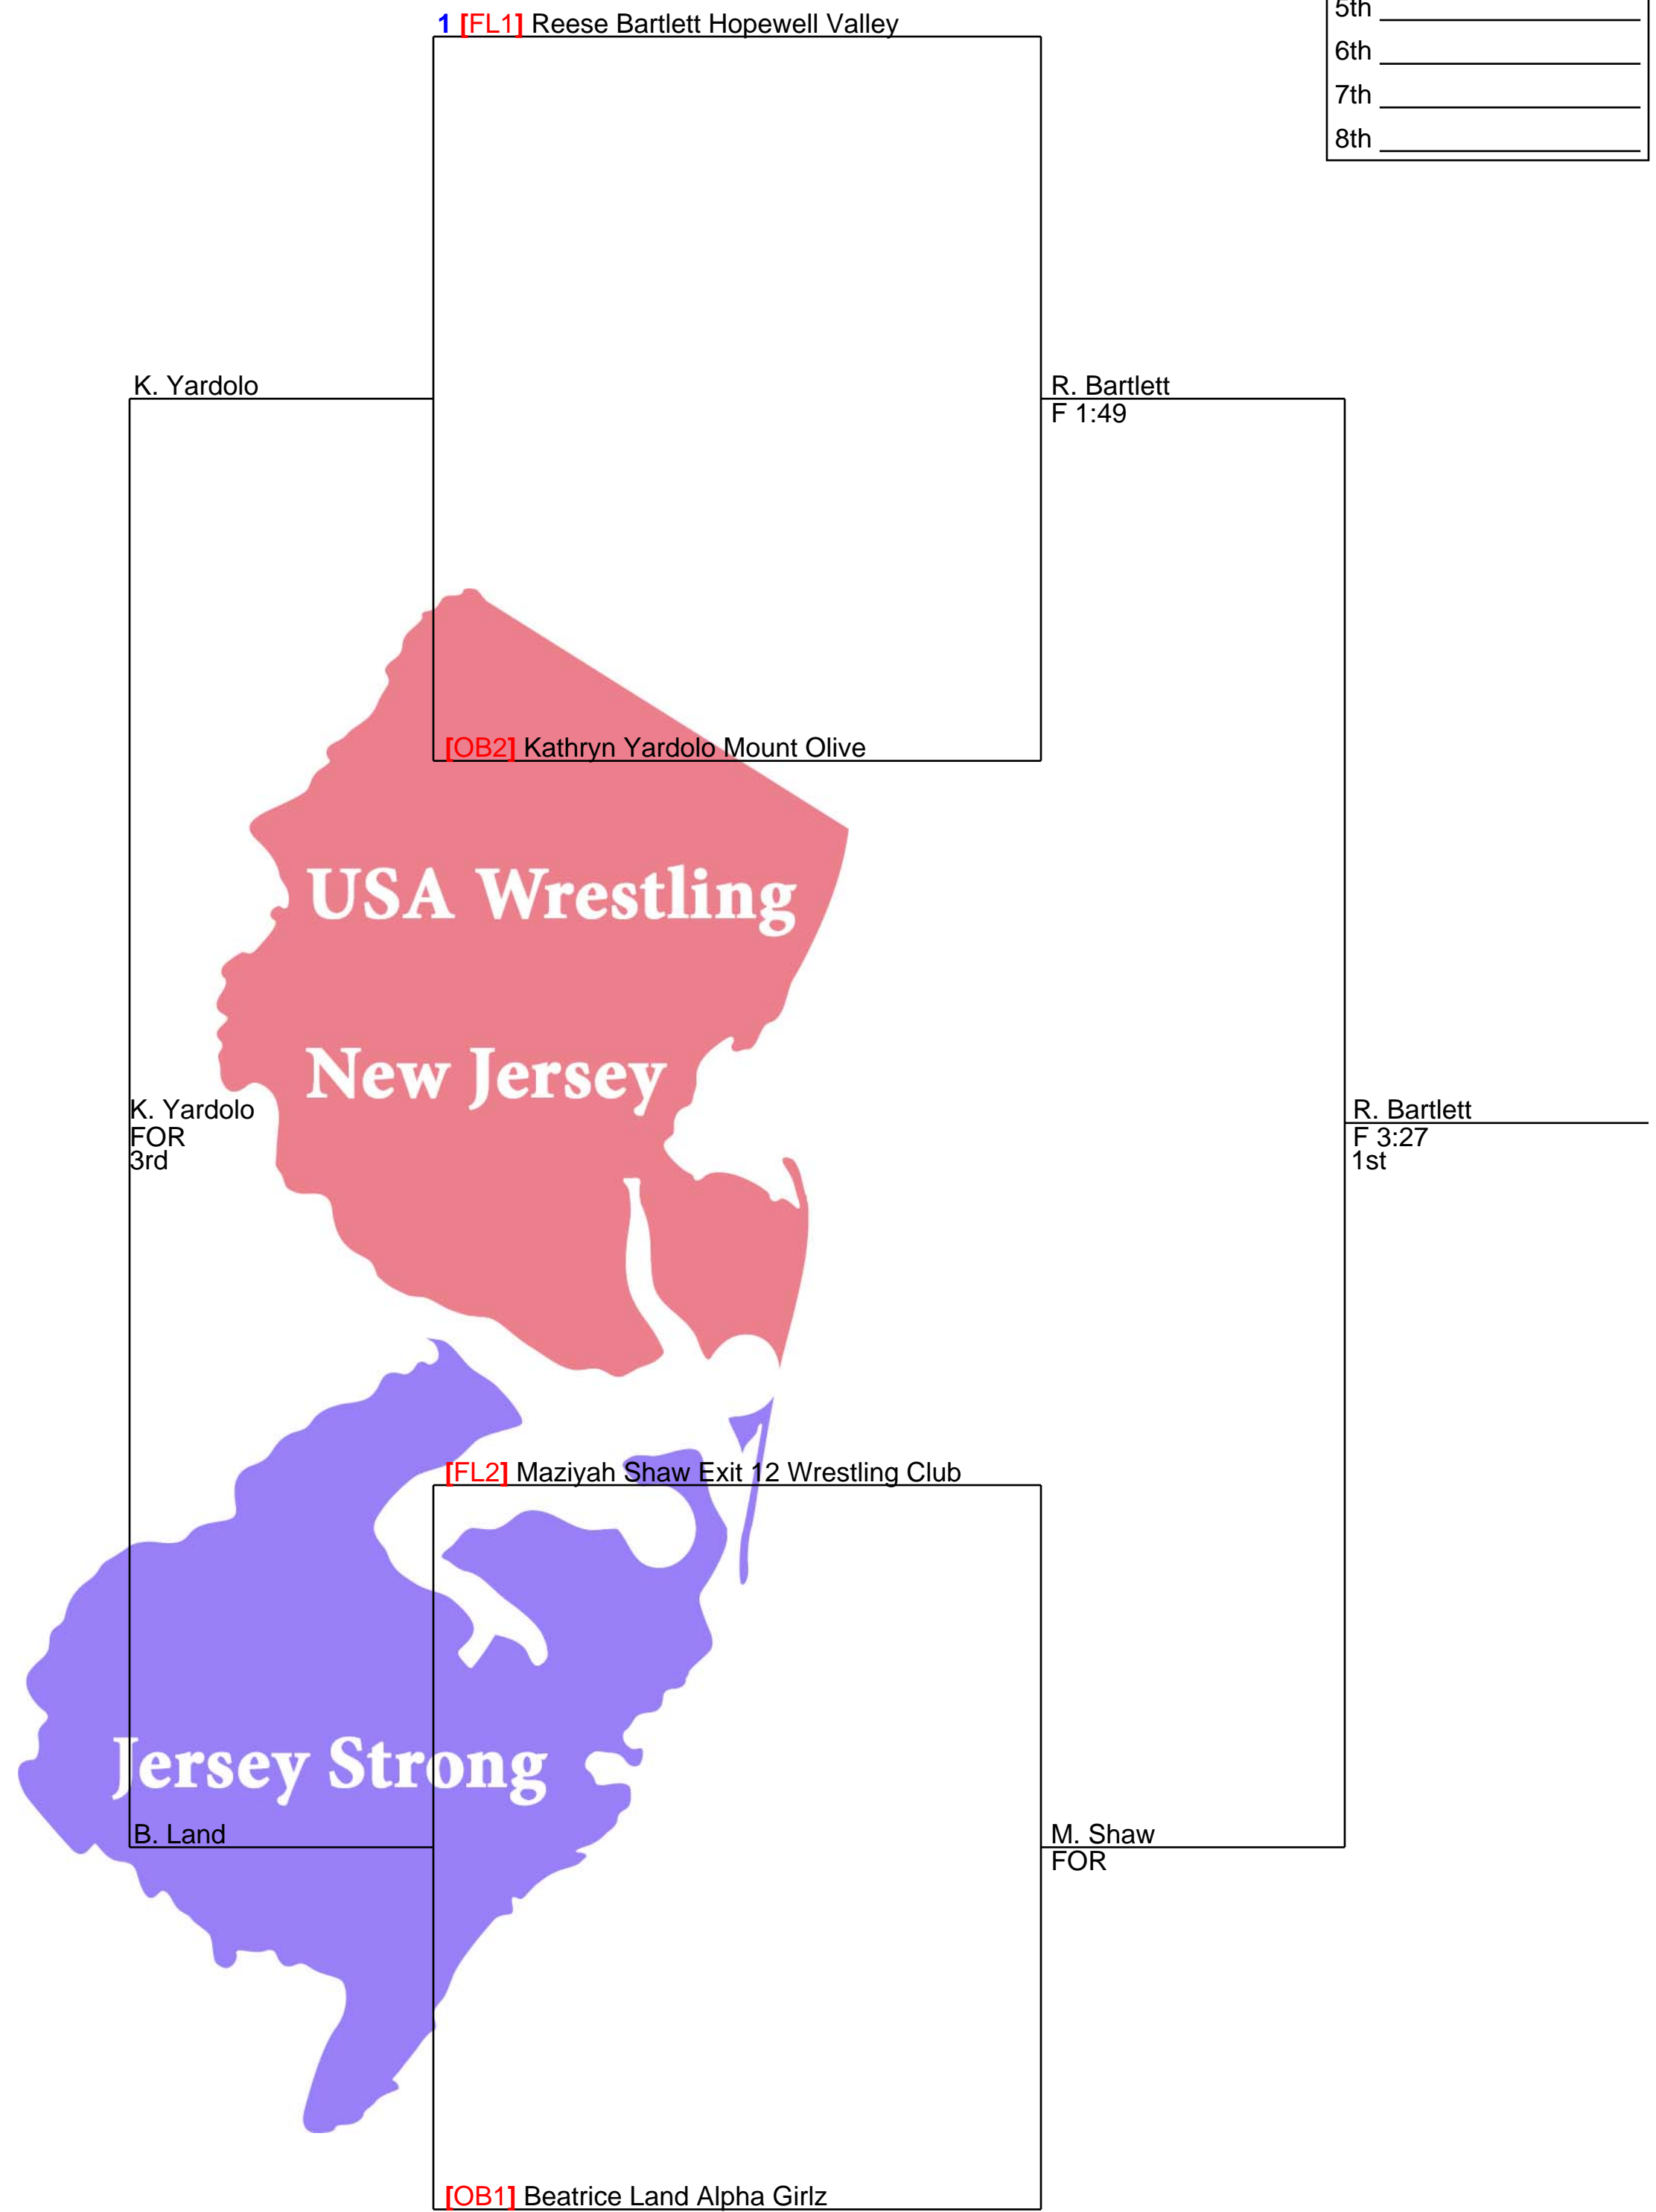 5th
1 [FL1] Reese Bartlett Hopewell Valley
6th
7th
8th
K. Yardolo
R. Bartlett
F 1:49
[OB2] Kathryn Yardolo Mount Olive
USA Wrestling
New Jersey
K. Yardolo
FOR
3rd
R. Bartlett
F 3:27
1st
[FL2] Maziyah Shaw Exit 12 Wrestling Club
Jersey Strong
B. Land
M. Shaw
FOR
[OB1] Beatrice Land Alpha Girlz